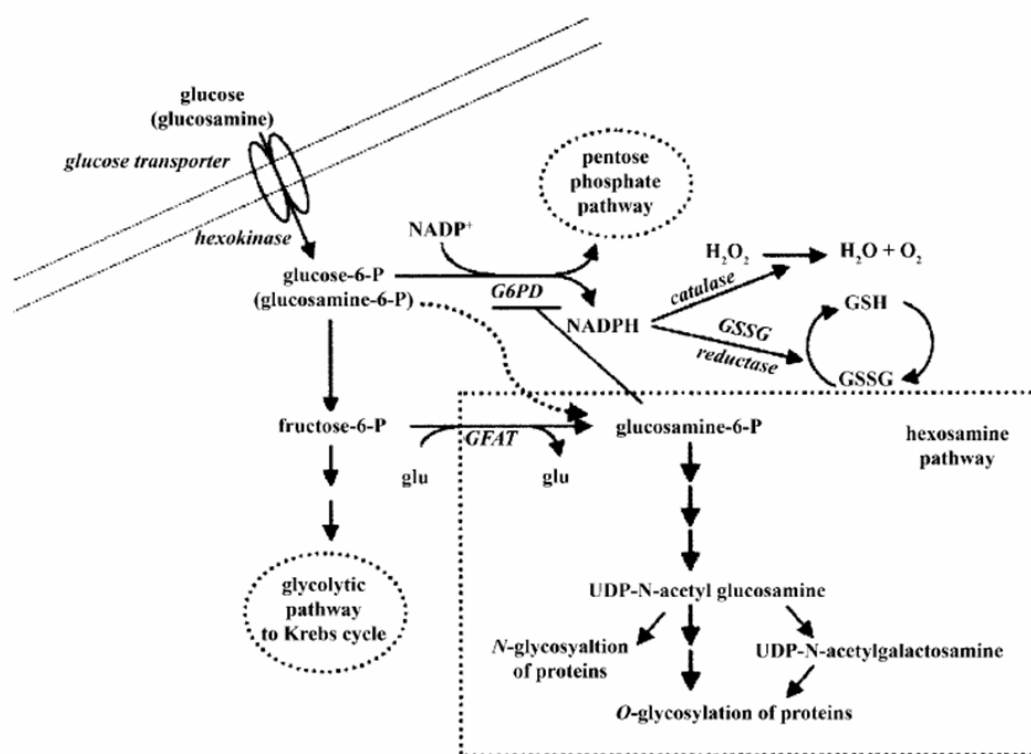 glucose
(glucosamine)
glucose transporter
hexokinase
glucose-6-P
(glucosamine-6-P)
NADP+
G6PD
NADPH
pentose
phosphate
pathway
H2O2
H2O + O2
catalase
GSSG
reductase
GSH
GSSG
fructose-6-P
GFAT
glu
glu
glucosamine-6-P
hexosamine
pathway
glycolytic
pathway
to Krebs cycle
UDP-N-acetyl glucosamine
N-glycosyaltion
of proteins
UDP-N-acetylgalactosamine
O-glycosylation of proteins